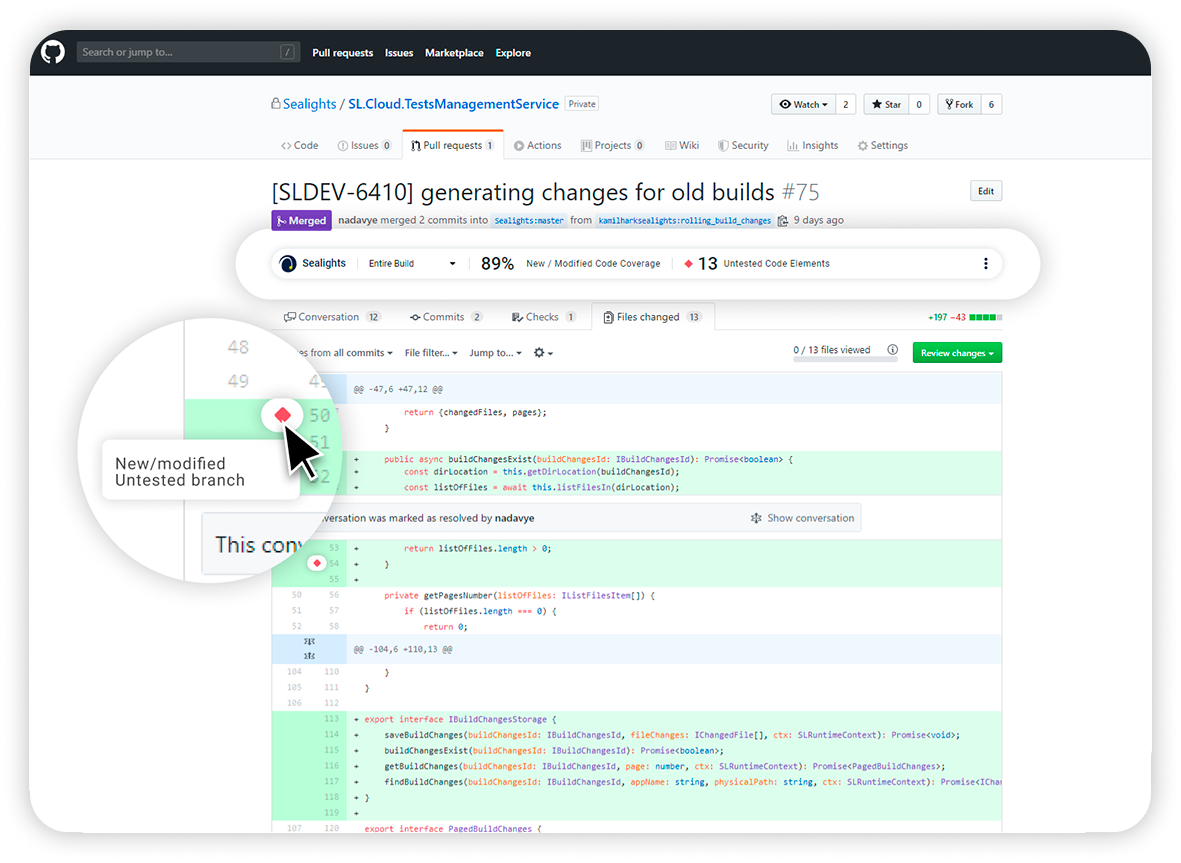 Search or jump to... / Pull requests Issues Marketplace Explore
Sealights / SL.Cloud.TestsManagementService Private Watch 2 Star 0 Fork 6
Code Issues 0 Pull requests 1 Actions Projects 0 Wiki Security Insights Settings
[SLDEV-6410] generating changes for old builds #75 Edit
Merged nadavye merged 2 commits into Sealights:master from kamilharksealights:rolling_build_changes 9 days ago
Sealights Entire Build 89% New / Modified Code Coverage 13 Untested Code Elements
Conversation 12 Commits 2 Checks 1 Files changed 13 +197 −43
es from all commits File filter... Jump to... 0 / 13 files viewed Review changes
48
49
@@ -47,6 +47,12 @@
50 return {changedFiles, pages};
51 }
+ public async buildChangesExist(buildChangesId: IBuildChangesId): Promise<boolean> {
+ const dirLocation = this.getDirLocation(buildChangesId);
+ const listOfFiles = await this.listFilesIn(dirLocation);
New/modified
Untested branch
This conversation was marked as resolved by nadavye Show conversation
53 + return listOfFiles.length > 0;
54 + }
55 +
50 56 private getPagesNumber(listOfFiles: IListFilesItem[]) {
51 57 if (listOfFiles.length === 0) {
52 58 return 0;
@@ -104,6 +110,13 @@
104 110 }
105 111 }
106 112
113 + export interface IBuildChangesStorage {
114 + saveBuildChanges(buildChangesId: IBuildChangesId, fileChanges: IChangedFile[], ctx: SLRuntimeContext): Promise<void>;
115 + buildChangesExist(buildChangesId: IBuildChangesId): Promise<boolean>;
116 + getBuildChanges(buildChangesId: IBuildChangesId, page: number, ctx: SLRuntimeContext): Promise<PagedBuildChanges>;
117 + findBuildChanges(buildChangesId: IBuildChangesId, appName: string, physicalPath: string, ctx: SLRuntimeContext): Promise<IChan
118 + }
119 +
107 120 export interface PagedBuildChanges {